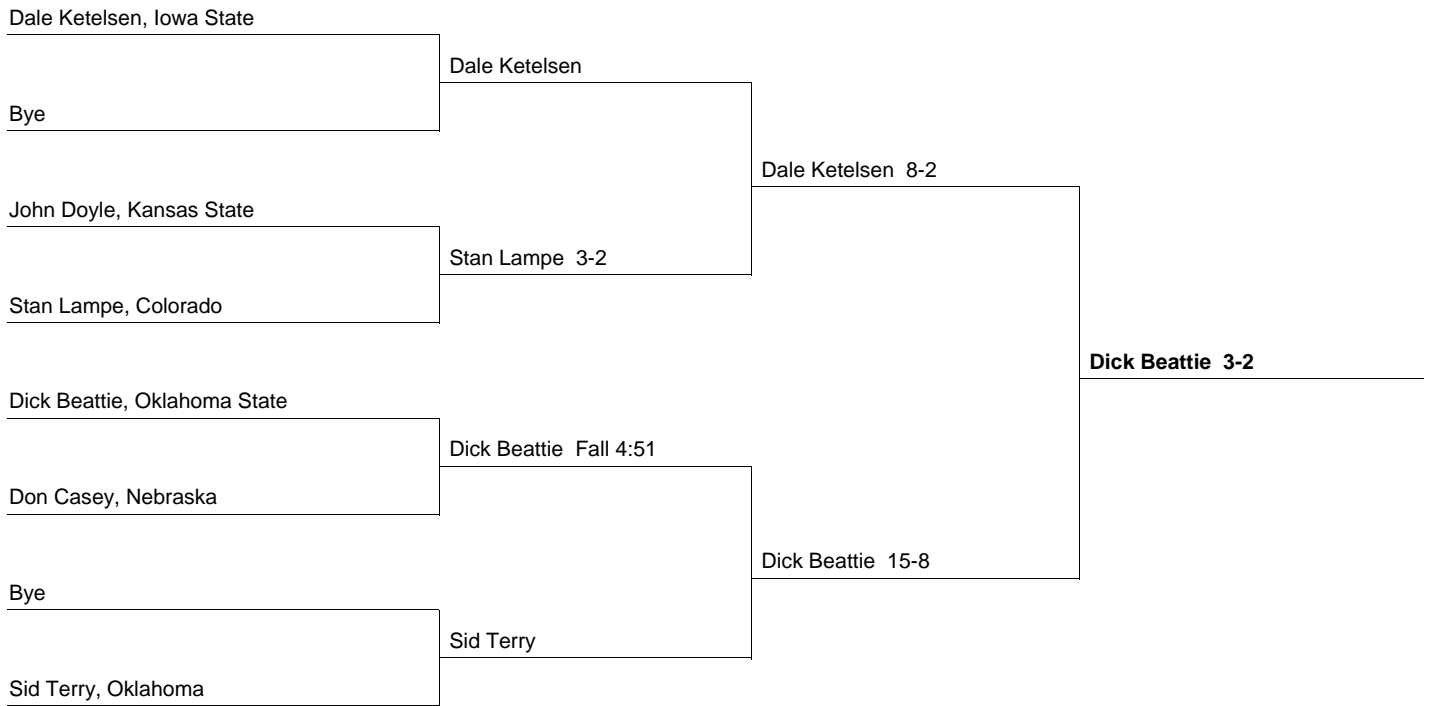 Dale Ketelsen, Iowa State
Dale Ketelsen
Bye
Dale Ketelsen 8-2
John Doyle, Kansas State
Stan Lampe 3-2
Stan Lampe, Colorado
Dick Beattie 3-2
Dick Beattie, Oklahoma State
Dick Beattie Fall 4:51
Don Casey, Nebraska
Dick Beattie 15-8
Bye
Sid Terry
Sid Terry, Oklahoma